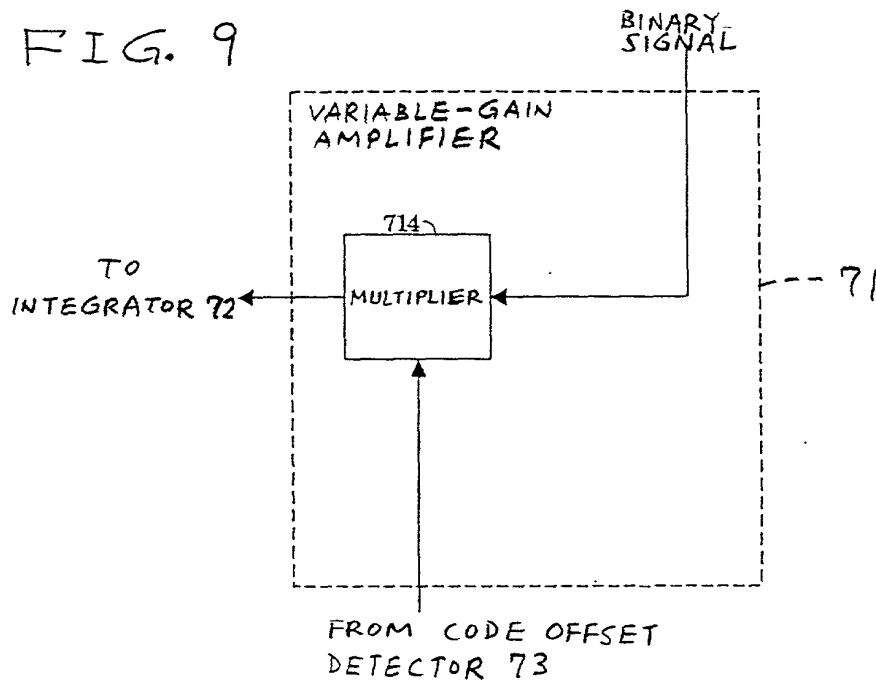 FIG. 9
BINARY
SIGNAL
VARIABLE-GAIN
AMPLIFIER
714
TO
INTEGRATOR 72
MULTIPLIER
71
FROM CODE OFFSET
DETECTOR 73